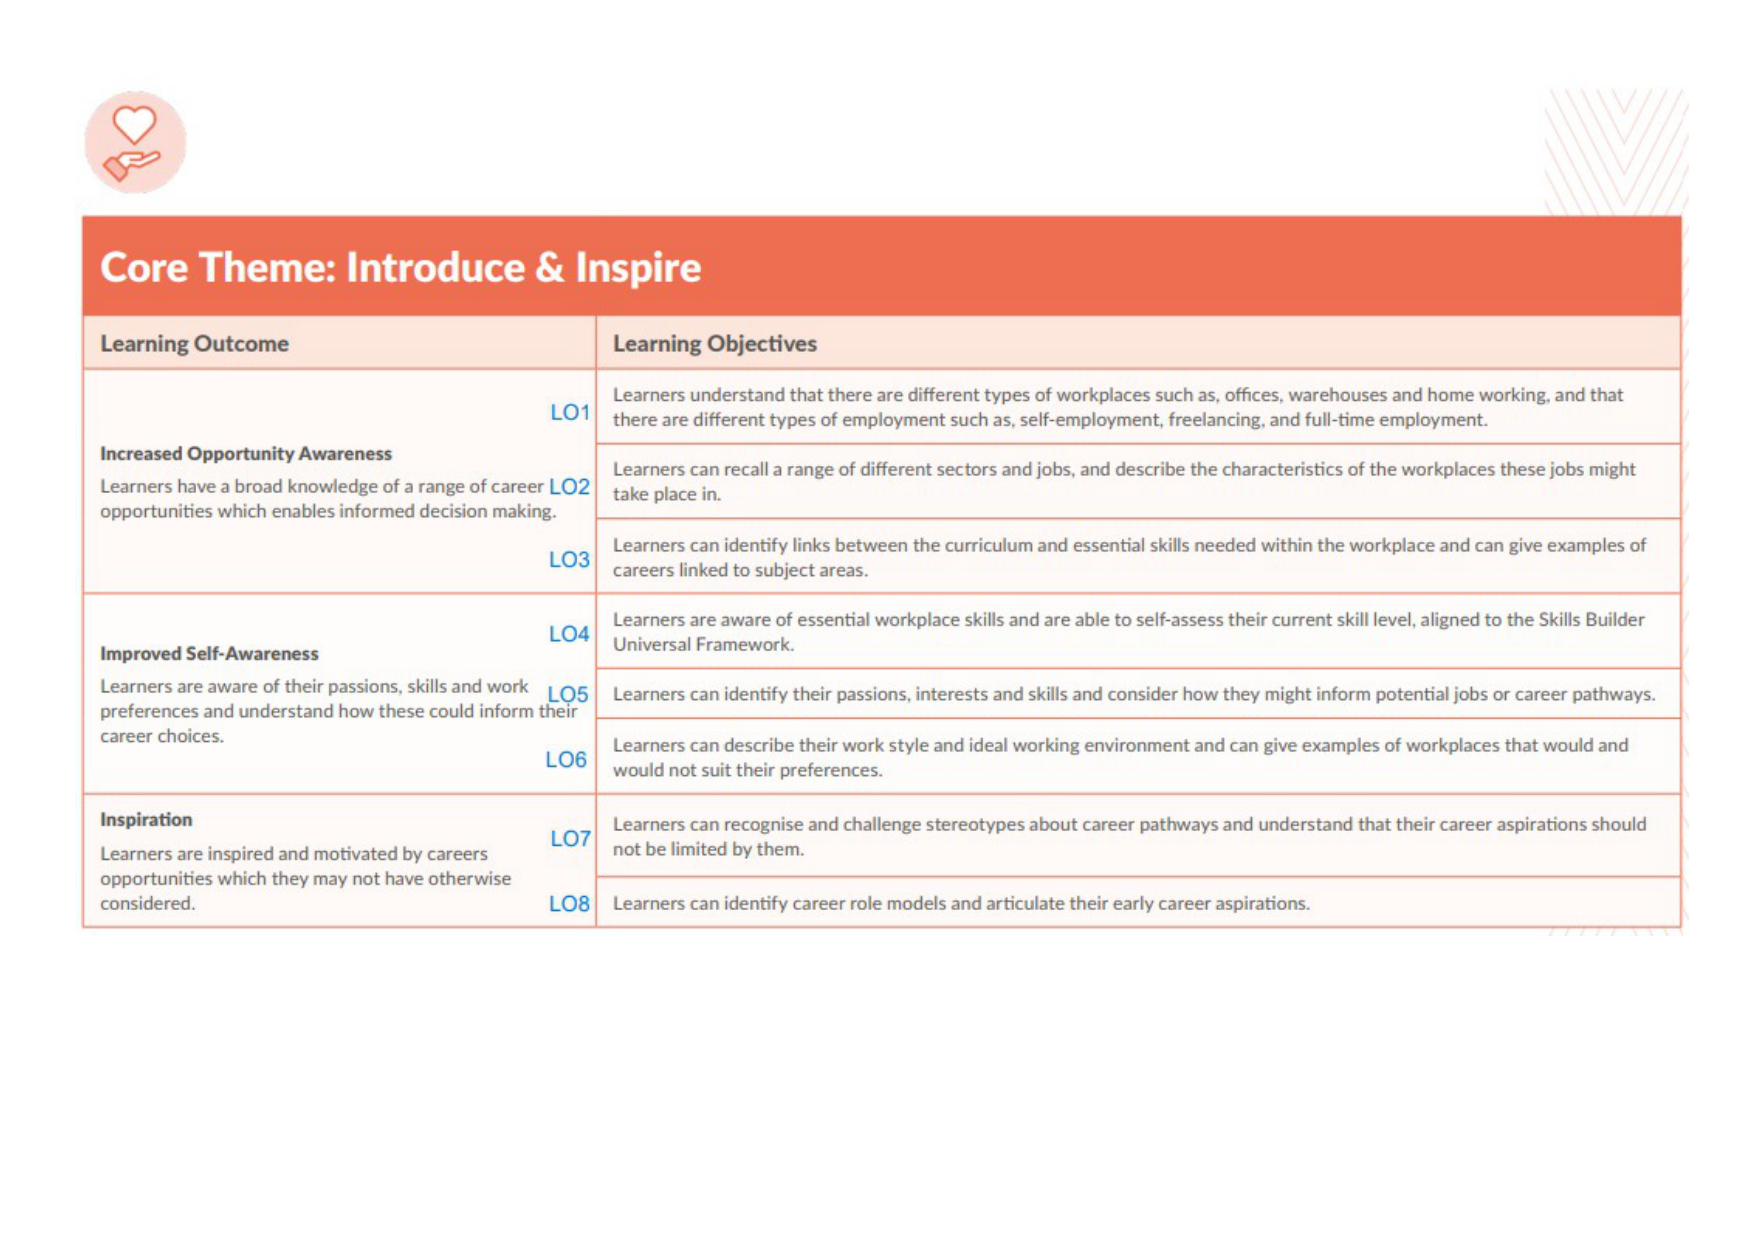 Core Theme: Introduce & Inspire
Learning Outcome
Learning Objectives
Increased Opportunity Awareness
Learners have a broad knowledge of a range of career
opportunities which enables informed decision making.
LO1
Learners understand that there are different types of workplaces such as, offices, warehouses and home working, and that
there are different types of employment such as, self-employment, freelancing, and full-time employment.
LO2
Learners can recall a range of different sectors and jobs, and describe the characteristics of the workplaces these jobs might
take place in.
LO3
Learners can identify links between the curriculum and essential skills needed within the workplace and can give examples of
careers linked to subject areas.
Improved Self-Awareness
Learners are aware of their passions, skills and work
preferences and understand how these could inform their
career choices.
LO4
Learners are aware of essential workplace skills and are able to self-assess their current skill level, aligned to the Skills Builder
Universal Framework.
LO5
Learners can identify their passions, interests and skills and consider how they might inform potential jobs or career pathways.
LO6
Learners can describe their work style and ideal working environment and can give examples of workplaces that would and
would not suit their preferences.
Inspiration
Learners are inspired and motivated by careers
opportunities which they may not have otherwise
considered.
LO7
Learners can recognise and challenge stereotypes about career pathways and understand that their career aspirations should
not be limited by them.
LO8
Learners can identify career role models and articulate their early career aspirations.